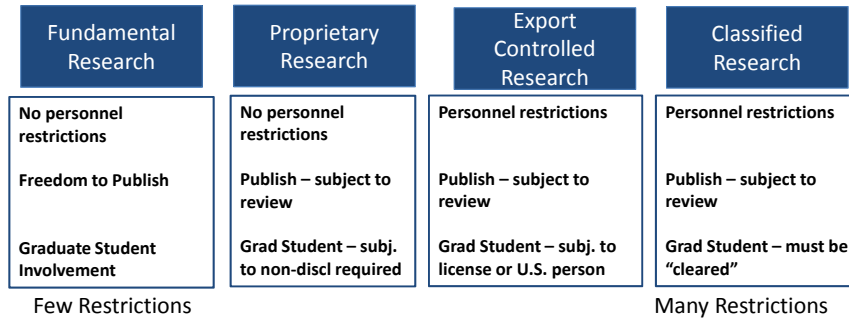 Fundamental
Research
No personnel
restrictions
Freedom to Publish
Graduate Student
Involvement
Proprietary
Research
No personnel
restrictions
Publish – subject to
review
Grad Student – subj.
to non-discl required
Export
Controlled
Research
Personnel restrictions
Publish – subject to
review
Grad Student – subj. to
license or U.S. person
Classified
Research
Personnel restrictions
Publish – subject to
review
Grad Student – must be
“cleared”
Few Restrictions
Many Restrictions